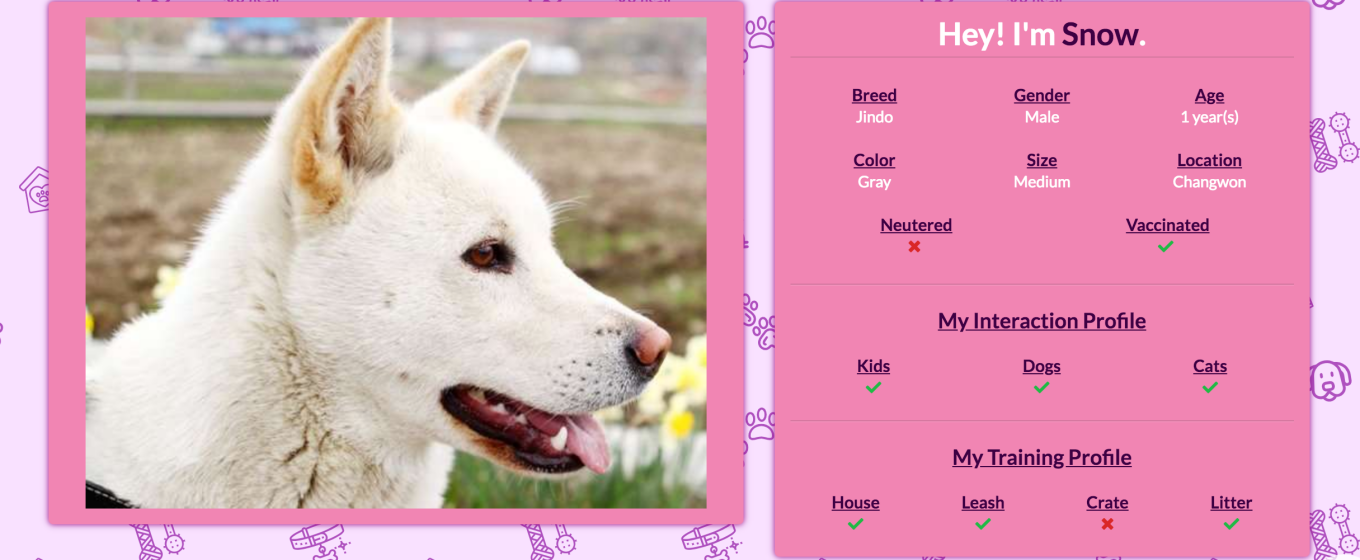 Hey! I'm Snow.
Breed Gender Age
Jindo Male 1 year(s)
Color Size Location
Gray Medium Changwon
Neutered Vaccinated
My Interaction Profile
Kids Dogs Cats
My Training Profile
House Leash Crate Litter